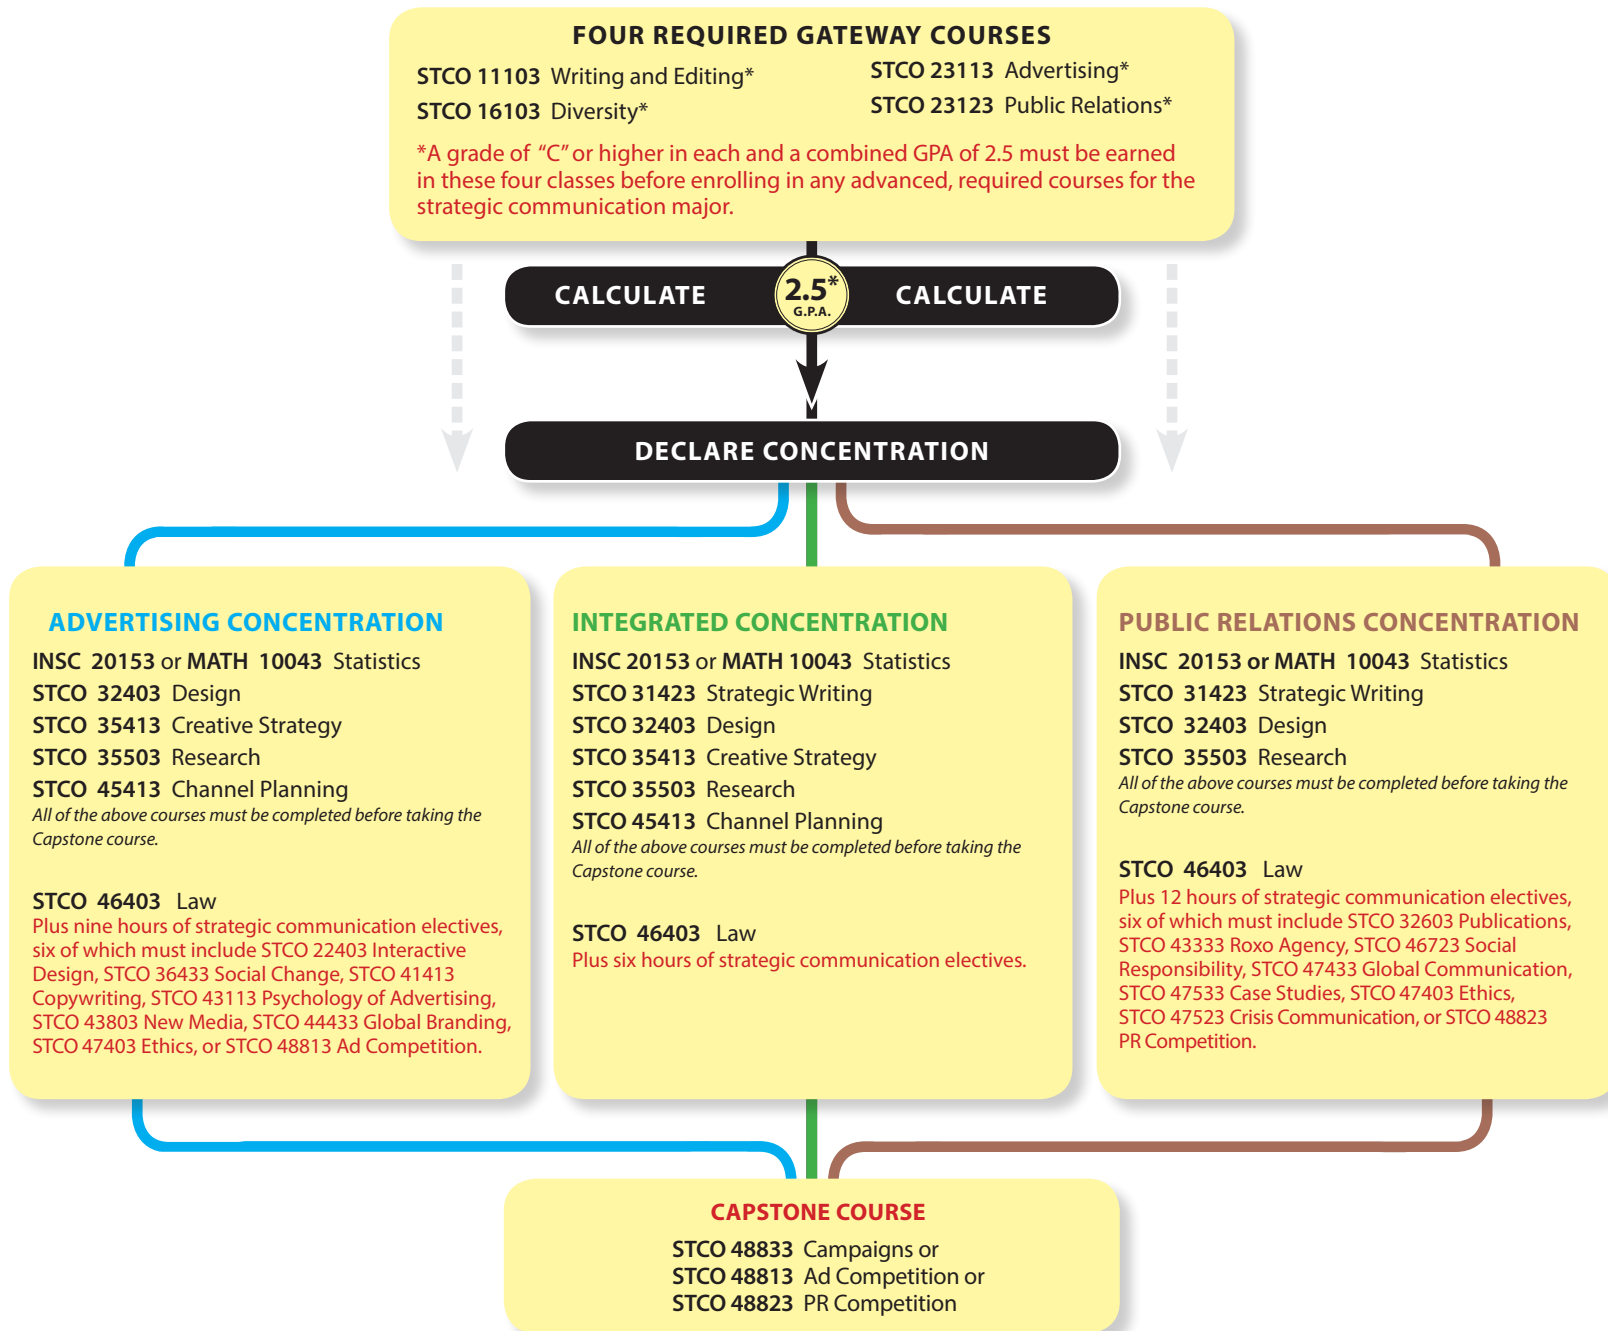 FOUR REQUIRED GATEWAY COURSES
STCO 11103 Writing and Editing*
STCO 16103 Diversity*
STCO 23113 Advertising*
STCO 23123 Public Relations*
*A grade of “C” or higher in each and a combined GPA of 2.5 must be earned
in these four classes before enrolling in any advanced, required courses for the
strategic communication major.
CALCULATE
2.5*
G.P.A.
CALCULATE
DECLARE CONCENTRATION
ADVERTISING CONCENTRATION
INSC 20153 or MATH 10043 Statistics
STCO 32403 Design
STCO 35413 Creative Strategy
STCO 35503 Research
STCO 45413 Channel Planning
All of the above courses must be completed before taking the
Capstone course.
STCO 46403 Law
Plus nine hours of strategic communication electives,
six of which must include STCO 22403 Interactive
Design, STCO 36433 Social Change, STCO 41413
Copywriting, STCO 43113 Psychology of Advertising,
STCO 43803 New Media, STCO 44433 Global Branding,
STCO 47403 Ethics, or STCO 48813 Ad Competition.
INTEGRATED CONCENTRATION
INSC 20153 or MATH 10043 Statistics
STCO 31423 Strategic Writing
STCO 32403 Design
STCO 35413 Creative Strategy
STCO 35503 Research
STCO 45413 Channel Planning
All of the above courses must be completed before taking the
Capstone course.
STCO 46403 Law
Plus six hours of strategic communication electives.
PUBLIC RELATIONS CONCENTRATION
INSC 20153 or MATH 10043 Statistics
STCO 31423 Strategic Writing
STCO 32403 Design
STCO 35503 Research
All of the above courses must be completed before taking the
Capstone course.
STCO 46403 Law
Plus 12 hours of strategic communication electives,
six of which must include STCO 32603 Publications,
STCO 43333 Roxo Agency, STCO 46723 Social
Responsibility, STCO 47433 Global Communication,
STCO 47533 Case Studies, STCO 47403 Ethics,
STCO 47523 Crisis Communication, or STCO 48823
PR Competition.
CAPSTONE COURSE
STCO 48833 Campaigns or
STCO 48813 Ad Competition or
STCO 48823 PR Competition